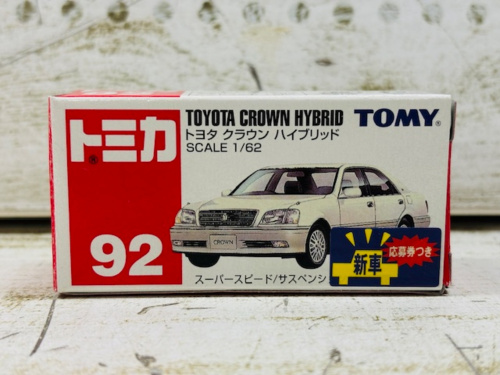 トミカ
92
TOYOTA CROWN HYBRID
トヨタ クラウン ハイブリッド
SCALE 1/62
TOMY
CROWN
スーパースピード/サスペンシ
新車
応募券つき